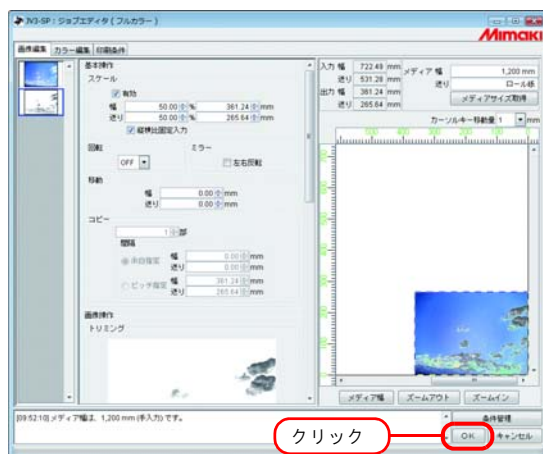 JV3-SP : ジョブエディタ ( フルカラー )
Mimaki
画像編集 カラー編集 印刷条件
基本操作
スケール
有効
幅 50.00 % 361.24 mm
送り 50.00 % 265.64 mm
縦横比固定入力
回転 ミラー
OFF 左右反転
移動
幅 0.00 mm
送り 0.00 mm
コピー
1 部
間隔
余白指定 幅 0.00 mm
送り 0.00 mm
ピッチ指定 幅 361.24 mm
送り 265.64 mm
画像操作
トリミング
入力 幅 722.48 mm
送り 531.28 mm
出力 幅 361.24 mm
送り 265.64 mm
メディア 幅 1,200 mm
送り ロール紙
メディアサイズ取得
カーソルキー移動量 1 mm
500 400 300 200 100 0
メディア幅 ズームアウト ズームイン
[09:52:10] メディア幅は、1,200 mm (手入力) です。
条件管理
OK キャンセル
クリック